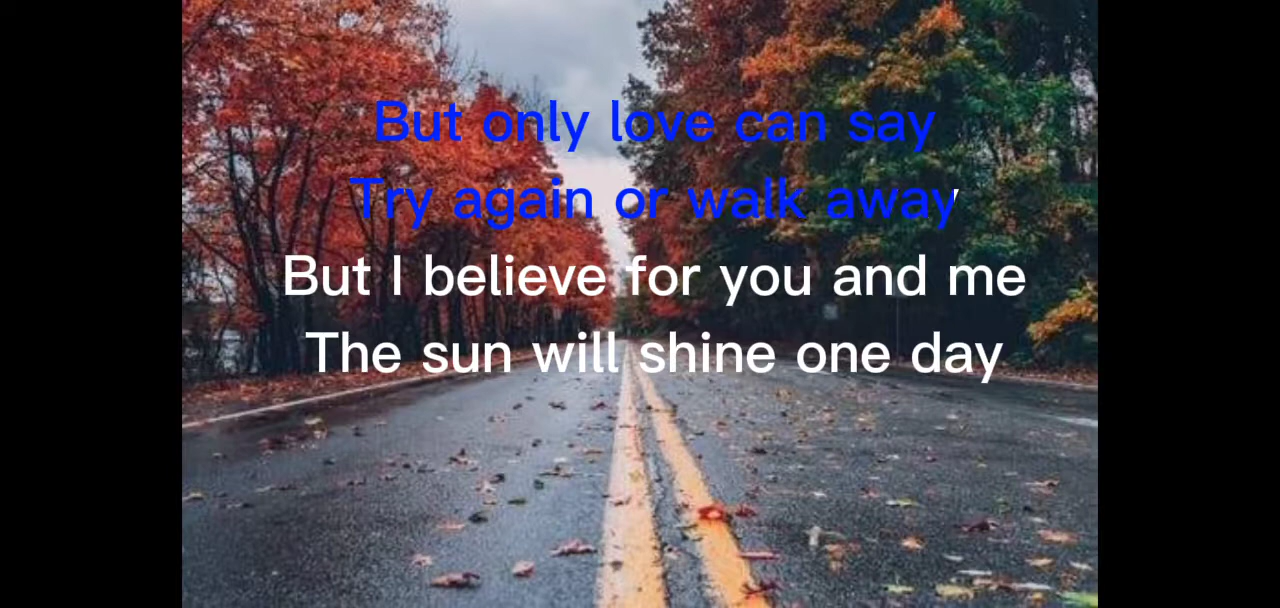 But only love can say
Try again or walk away
But I believe for you and me
The sun will shine one day